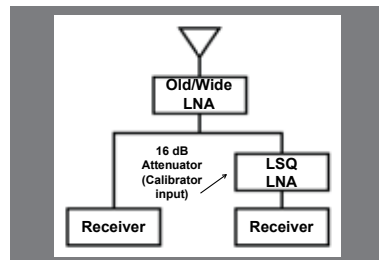 Old/Wide
LNA
16 dB
Attenuator
(Calibrator
input)
LSQ
LNA
Receiver
Receiver